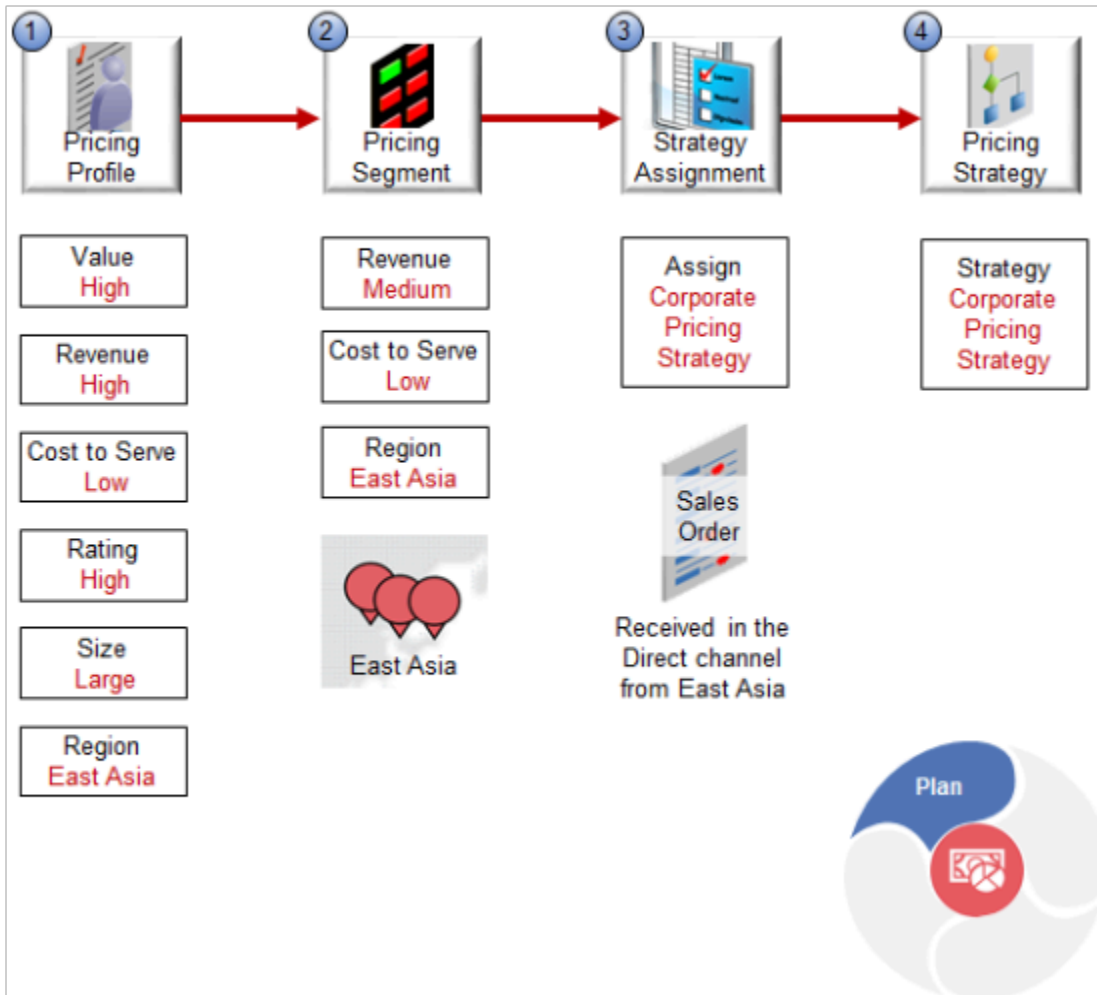 1
2
3
4
Pricing
Profile
Pricing
Segment
Strategy
Assignment
Pricing
Strategy
Value
High
Revenue
High
Cost to Serve
Low
Rating
High
Size
Large
Region
East Asia
Revenue
Medium
Cost to Serve
Low
Region
East Asia
East Asia
Assign
Corporate
Pricing
Strategy
Sales
Order
Received in the
Direct channel
from East Asia
Strategy
Corporate
Pricing
Strategy
Plan